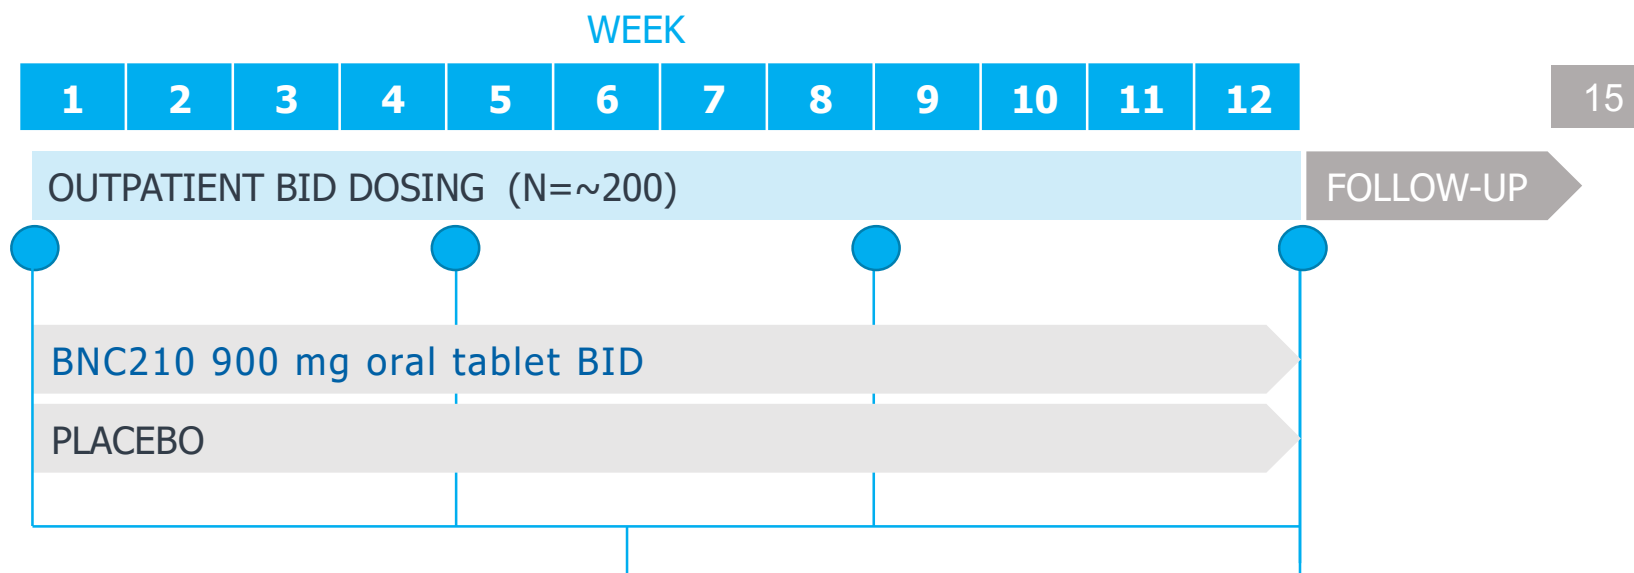 WEEK
1 2 3 4 5 6 7 8 9 10 11 12 15
OUTPATIENT BID DOSING (N=~200) FOLLOW-UP
BNC210 900 mg oral tablet BID
PLACEBO